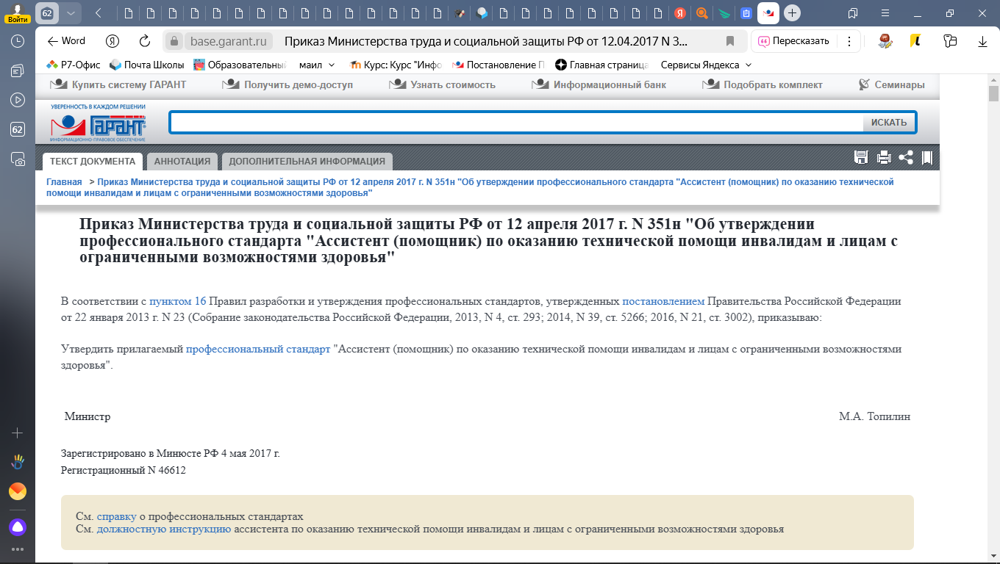 Войти
62
← Word
base.garant.ru
Приказ Министерства труда и социальной защиты РФ от 12.04.2017 N 3...
Пересказать
Р7-Офис
Почта Школы
Образовательны
маил
Курс: Курс "Инфо
Постановление П
Главная страница
Сервисы Яндекса
62
Купить систему ГАРАНТ
Получить демо-доступ
Узнать стоимость
Информационный банк
Подобрать комплект
Семинары
УВЕРЕННОСТЬ В КАЖДОМ РЕШЕНИИ
ГАРАНТ
ИНФОРМАЦИОННО-ПРАВОВОЕ ОБЕСПЕЧЕНИЕ
ИСКАТЬ
ТЕКСТ ДОКУМЕНТА
АННОТАЦИЯ
ДОПОЛНИТЕЛЬНАЯ ИНФОРМАЦИЯ
Главная > Приказ Министерства труда и социальной защиты РФ от 12 апреля 2017 г. N 351н "Об утверждении профессионального стандарта "Ассистент (помощник) по оказанию технической
помощи инвалидам и лицам с ограниченными возможностями здоровья"
Приказ Министерства труда и социальной защиты РФ от 12 апреля 2017 г. N 351н "Об утверждении
профессионального стандарта "Ассистент (помощник) по оказанию технической помощи инвалидам и лицам с
ограниченными возможностями здоровья"
В соответствии с пунктом 16 Правил разработки и утверждения профессиональных стандартов, утвержденных постановлением Правительства Российской Федерации
от 22 января 2013 г. N 23 (Собрание законодательства Российской Федерации, 2013, N 4, ст. 293; 2014, N 39, ст. 5266; 2016, N 21, ст. 3002), приказываю:
Утвердить прилагаемый профессиональный стандарт "Ассистент (помощник) по оказанию технической помощи инвалидам и лицам с ограниченными возможностями
здоровья".
Министр
М.А. Топилин
Зарегистрировано в Минюсте РФ 4 мая 2017 г.
Регистрационный N 46612
См. справку о профессиональных стандартах
См. должностную инструкцию ассистента по оказанию технической помощи инвалидам и лицам с ограниченными возможностями здоровья